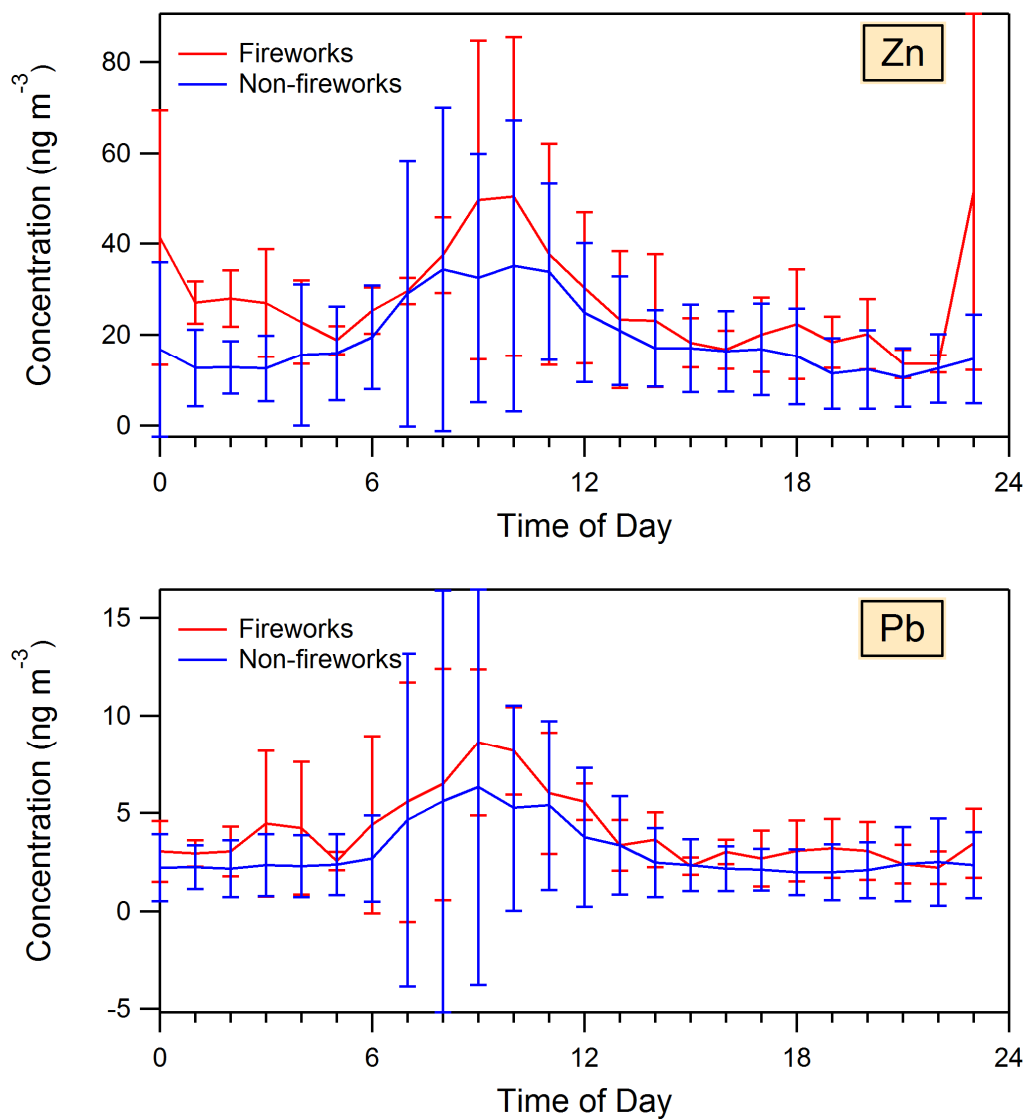 Zn
Fireworks
Non-fireworks
Concentration (ng m⁻³)
80
60
40
20
0
0 6 12 18 24
Time of Day
Pb
Fireworks
Non-fireworks
Concentration (ng m⁻³)
15
10
5
0
-5
0 6 12 18 24
Time of Day